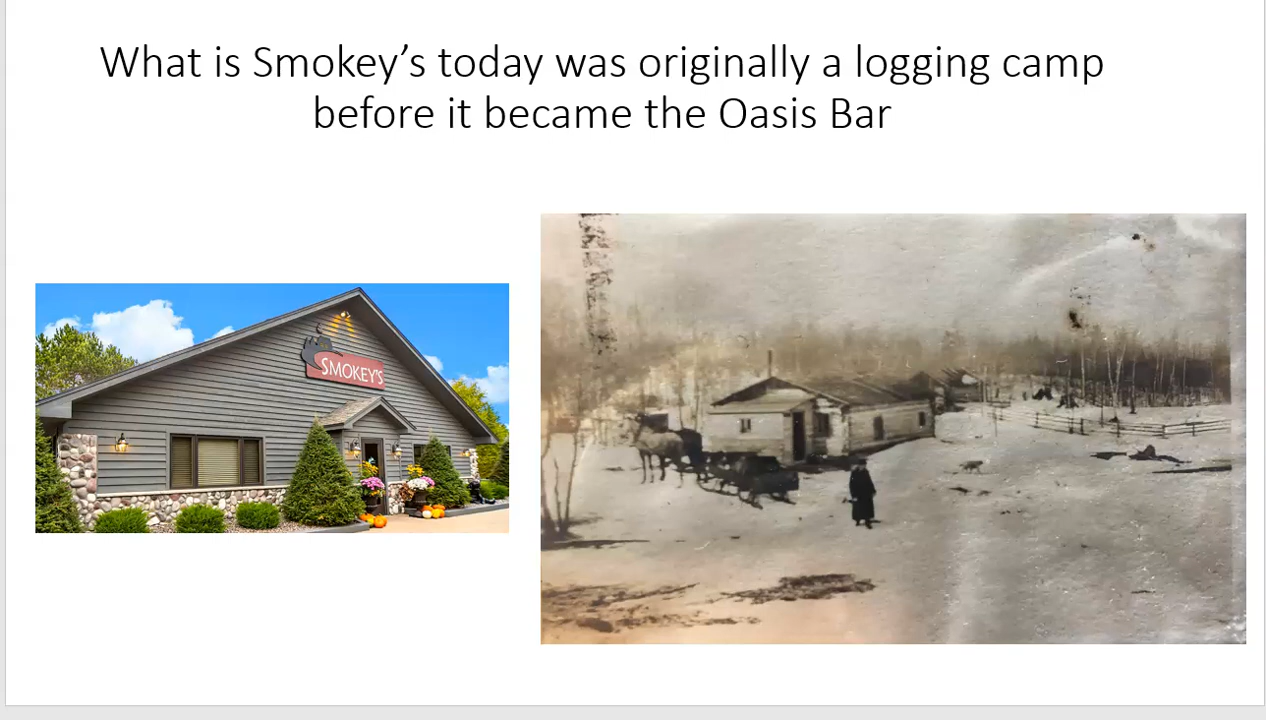 What is Smokey’s today was originally a logging camp
before it became the Oasis Bar
SMOKEY'S